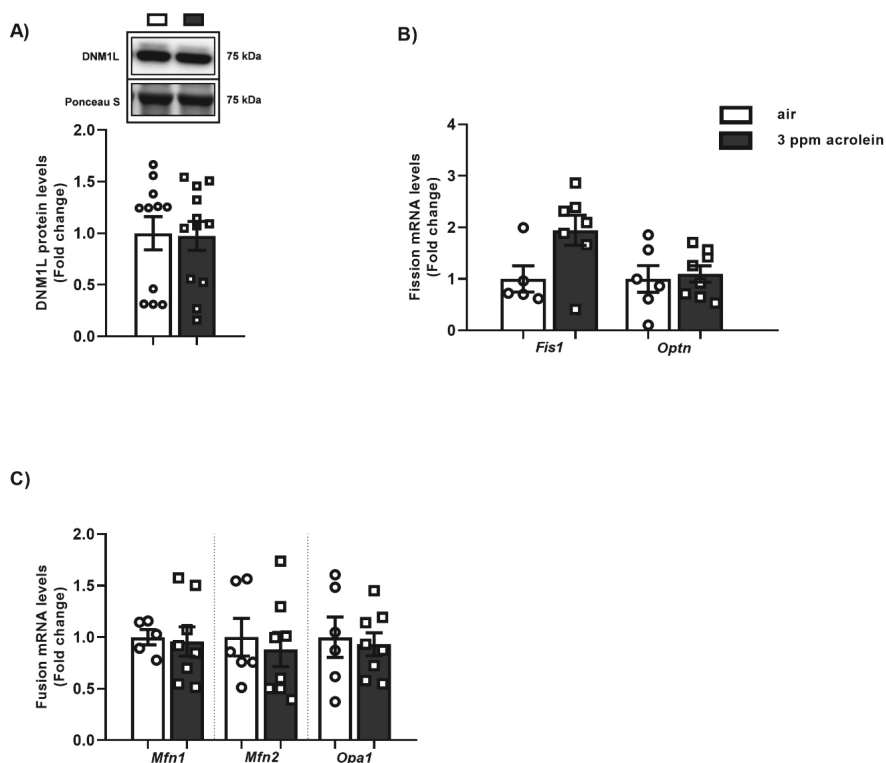 A)
DNM1L
75 kDa
Ponceau S
75 kDa
DNM1L protein levels
(Fold change)
2.0
1.5
1.0
0.5
0.0
B)
air
3 ppm acrolein
Fission mRNA levels
(Fold change)
4
3
2
1
0
Fis1
Optn
C)
Fusion mRNA levels
(Fold change)
2.0
1.5
1.0
0.5
0.0
Mfn1
Mfn2
Opa1